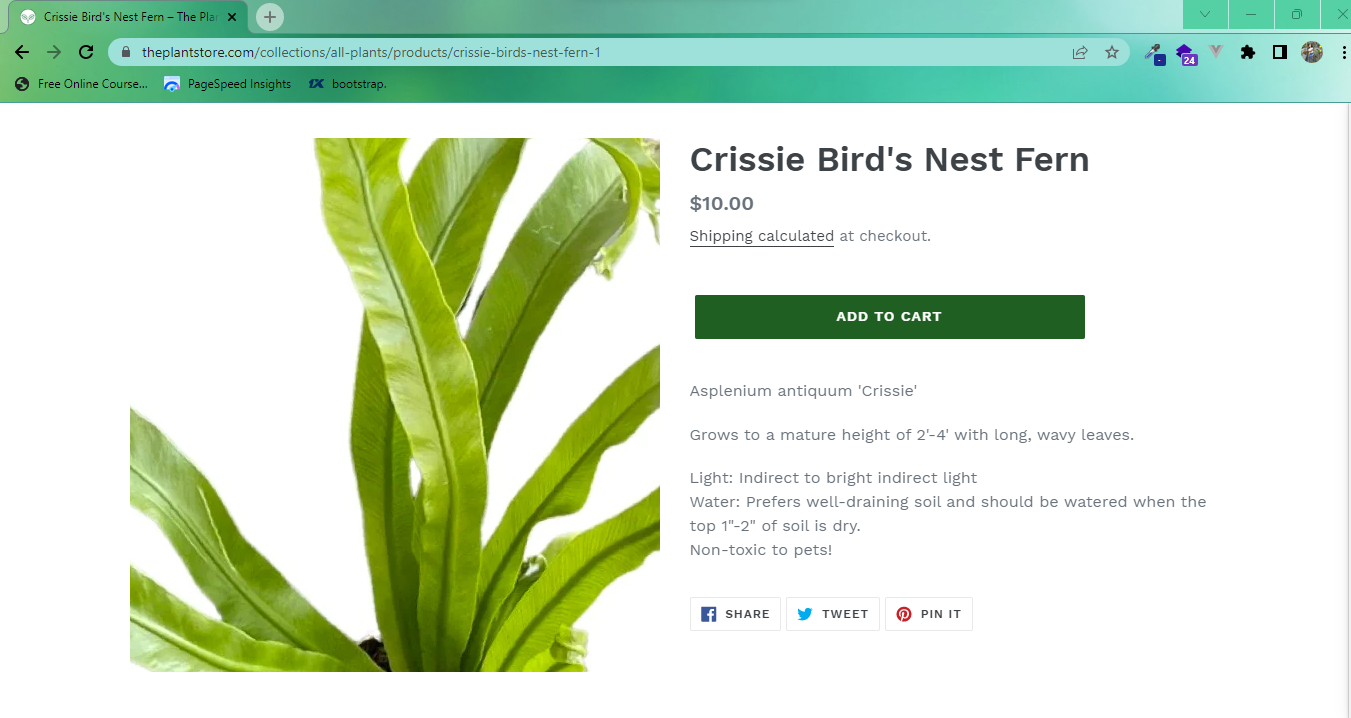 Crissie Bird's Nest Fern – The Pla
theplantstore.com/collections/all-plants/products/crissie-birds-nest-fern-1
24
Free Online Course...
PageSpeed Insights
bootstrap.
Crissie Bird's Nest Fern
$10.00
Shipping calculated at checkout.
ADD TO CART
Asplenium antiquum 'Crissie'
Grows to a mature height of 2'-4' with long, wavy leaves.
Light: Indirect to bright indirect light
Water: Prefers well-draining soil and should be watered when the
top 1"-2" of soil is dry.
Non-toxic to pets!
SHARE
TWEET
PIN IT